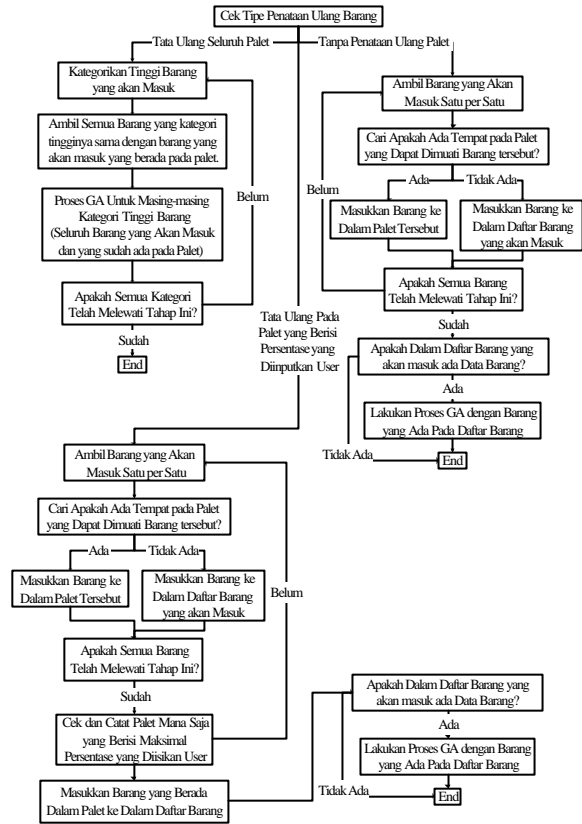 Cek Tipe Penataan Ulang Barang
Tata Ulang Seluruh Palet
Tanpa Penataan Ulang Palet
Kategorikan Tinggi Barang
yang akan Masuk
Ambil Semua Barang yang kategori
tingginya sama dengan barang yang
akan masuk yang berada pada palet.
Belum
Proses GA Untuk Masing-masing
Kategori Tinggi Barang
(Seluruh Barang yang Akan Masuk
dan yang sudah ada pada Palet)
Apakah Semua Kategori
Telah Melewati Tahap Ini?
Sudah
End
Ambil Barang yang Akan
Masuk Satu per Satu
Cari Apakah Ada Tempat pada Palet
yang Dapat Dimuati Barang tersebut?
Belum
Ada
Tidak Ada
Masukkan Barang ke
Dalam Palet Tersebut
Masukkan Barang ke
Dalam Daftar Barang
yang akan Masuk
Apakah Semua Barang
Telah Melewati Tahap Ini?
Sudah
Apakah Dalam Daftar Barang yang
akan masuk ada Data Barang?
Ada
Lakukan Proses GA dengan Barang
yang Ada Pada Daftar Barang
Tidak Ada
End
Tata Ulang Pada
Palet yang Berisi
Persentase yang
Diinputkan User
Ambil Barang yang Akan
Masuk Satu per Satu
Cari Apakah Ada Tempat pada Palet
yang Dapat Dimuati Barang tersebut?
Ada
Tidak Ada
Masukkan Barang ke
Dalam Palet Tersebut
Masukkan Barang ke
Dalam Daftar Barang
yang akan Masuk
Belum
Apakah Semua Barang
Telah Melewati Tahap Ini?
Sudah
Cek dan Catat Palet Mana Saja
yang Berisi Maksimal
Persentase yang Diisikan User
Masukkan Barang yang Berada
Dalam Palet ke Dalam Daftar Barang
Apakah Dalam Daftar Barang yang
akan masuk ada Data Barang?
Ada
Lakukan Proses GA dengan Barang
yang Ada Pada Daftar Barang
Tidak Ada
End